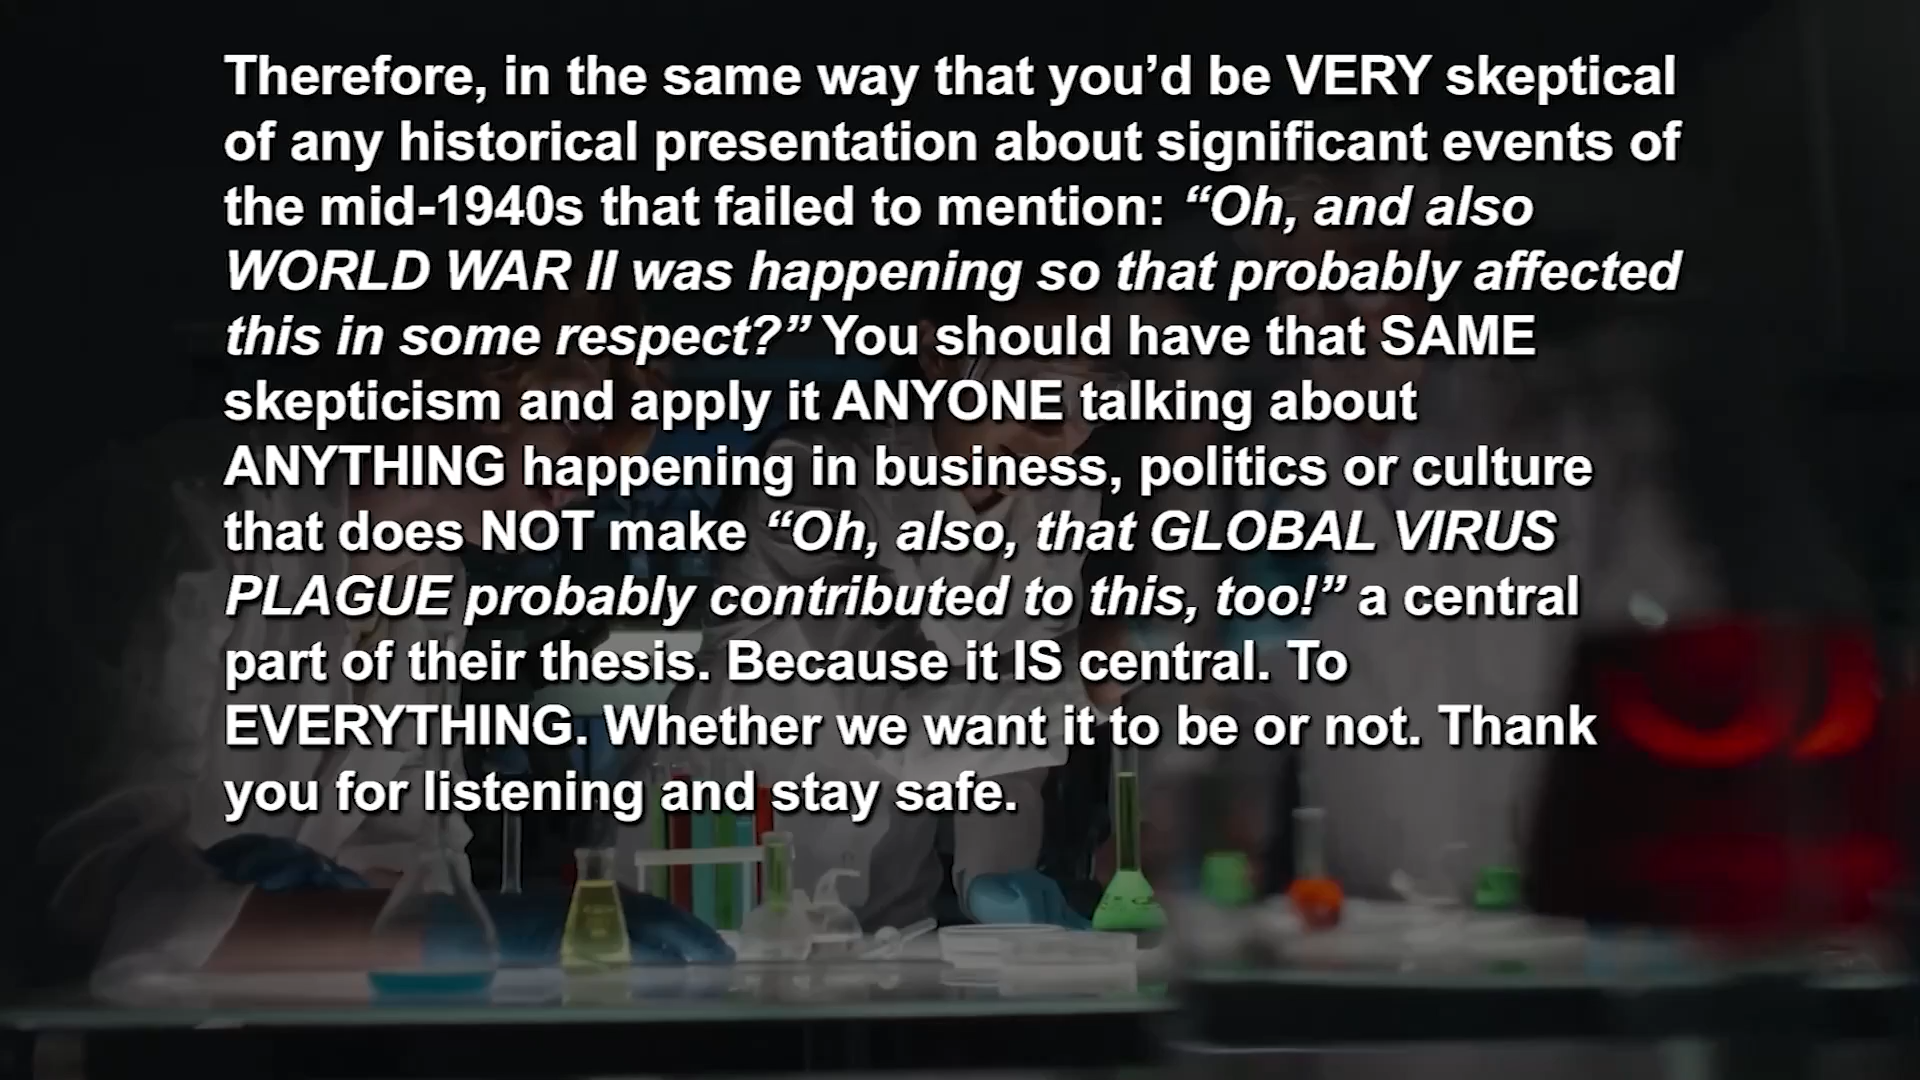 Therefore, in the same way that you’d be VERY skeptical
of any historical presentation about significant events of
the mid-1940s that failed to mention: “Oh, and also
WORLD WAR II was happening so that probably affected
this in some respect?” You should have that SAME
skepticism and apply it ANYONE talking about
ANYTHING happening in business, politics or culture
that does NOT make “Oh, also, that GLOBAL VIRUS
PLAGUE probably contributed to this, too!” a central
part of their thesis. Because it IS central. To
EVERYTHING. Whether we want it to be or not. Thank
you for listening and stay safe.